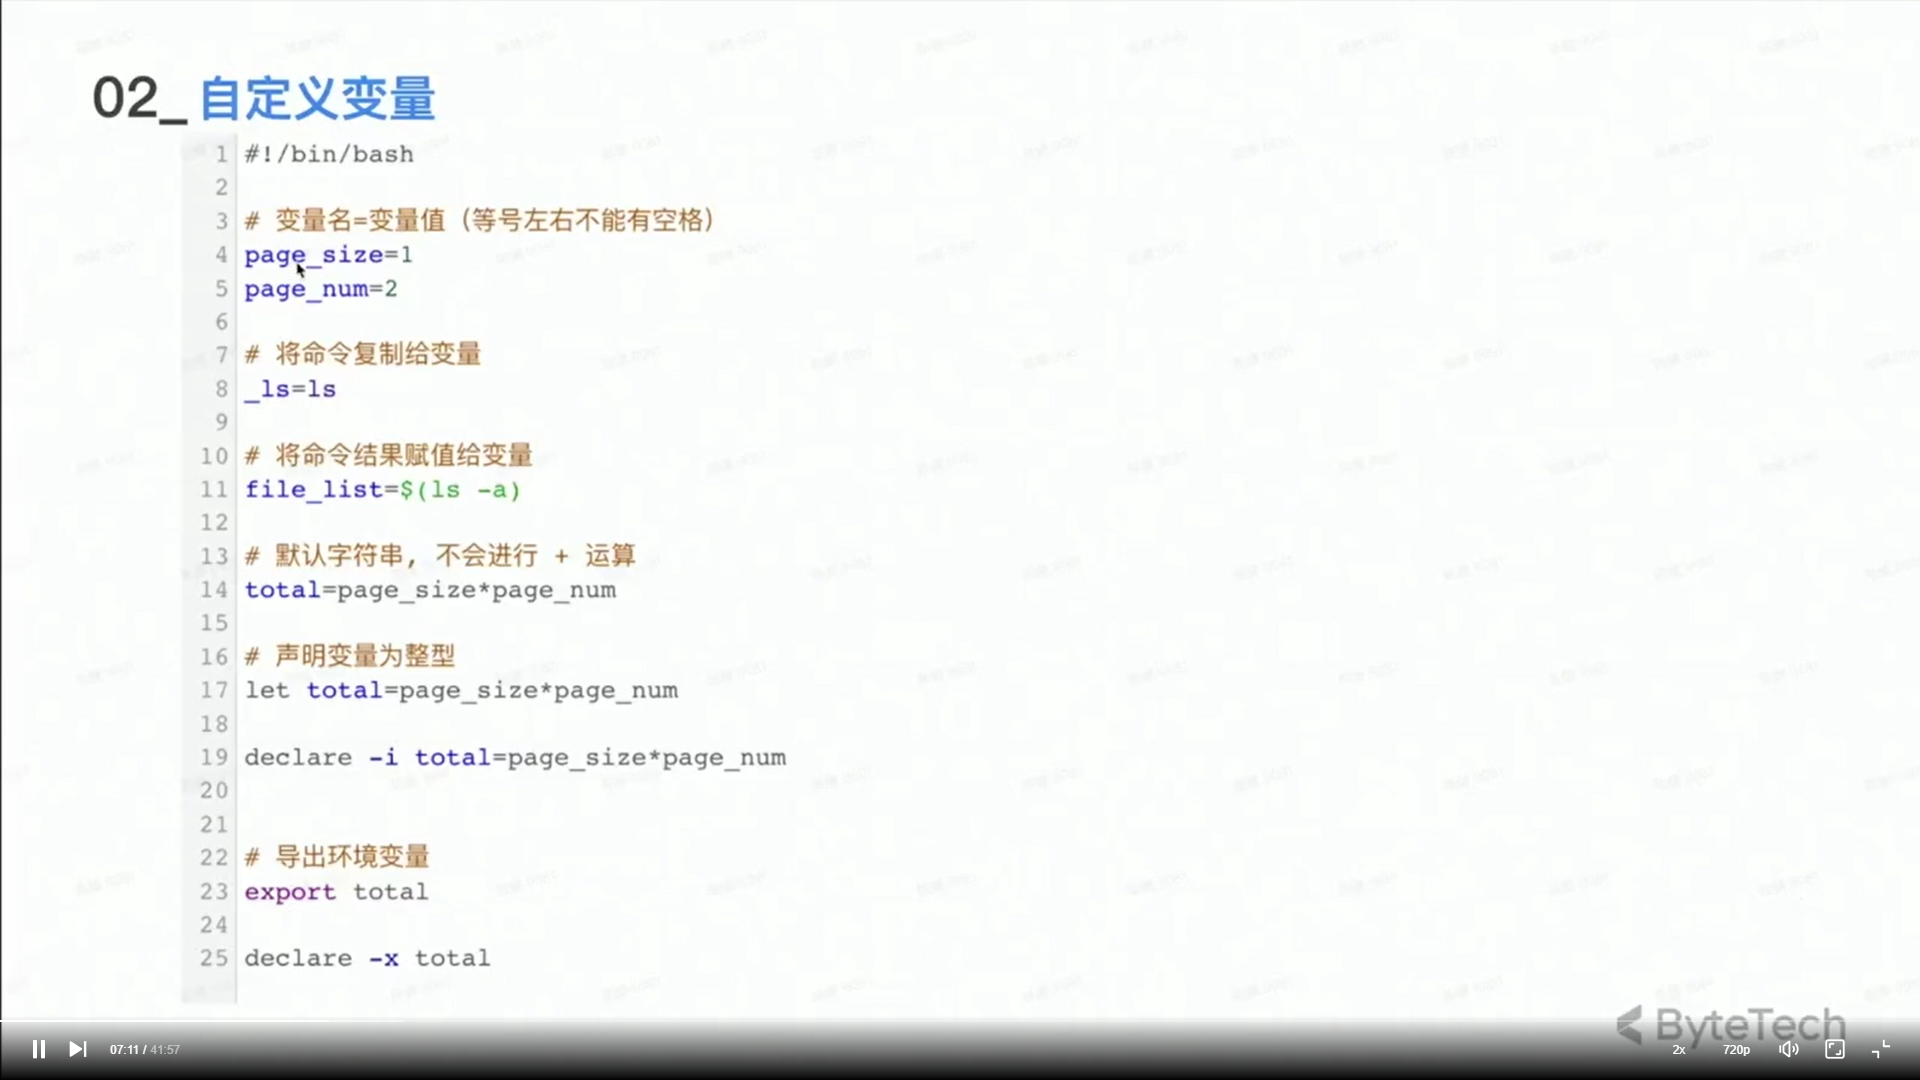 02_自定义变量
1 #!/bin/bash
2
3 # 变量名=变量值（等号左右不能有空格）
4 page_size=1
5 page_num=2
6
7 # 将命令复制给变量
8 _ls=ls
9
10 # 将命令结果赋值给变量
11 file_list=$(ls -a)
12
13 # 默认字符串, 不会进行 + 运算
14 total=page_size*page_num
15
16 # 声明变量为整型
17 let total=page_size*page_num
18
19 declare -i total=page_size*page_num
20
21
22 # 导出环境变量
23 export total
24
25 declare -x total
ByteTech
07:11 / 41:57
2x
720p